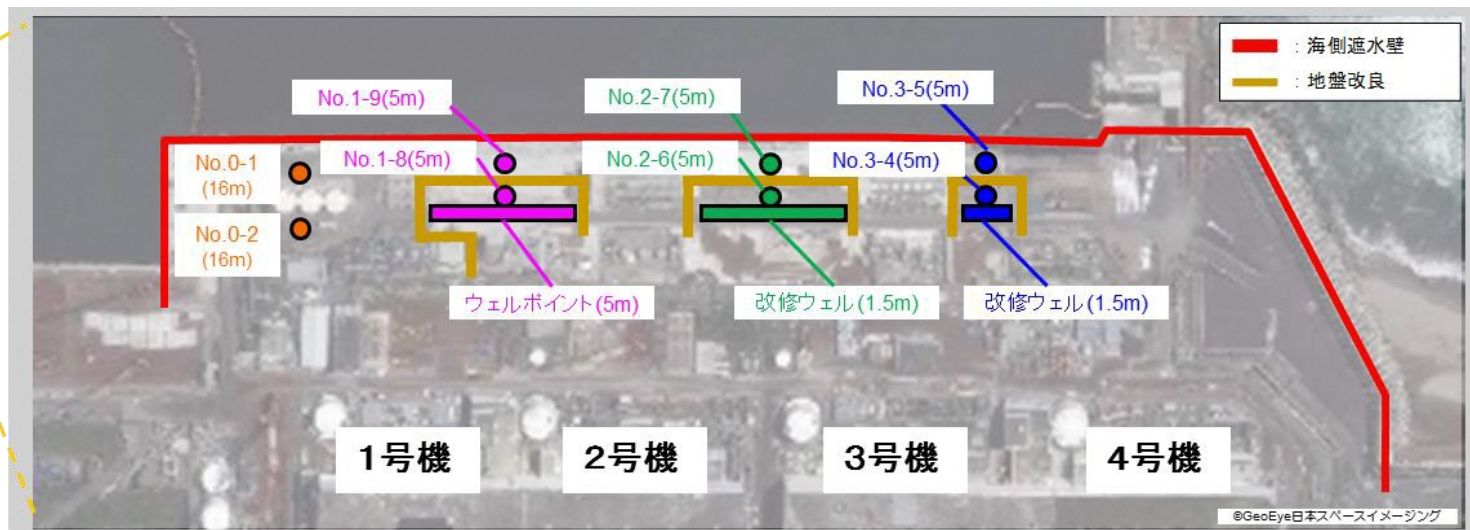 ：海側遮水壁
：地盤改良
No.1-9(5m)
No.2-7(5m)
No.3-5(5m)
No.0-1
(16m)
No.1-8(5m)
No.2-6(5m)
No.3-4(5m)
No.0-2
(16m)
ウェルポイント(5m)
改修ウェル(1.5m)
改修ウェル(1.5m)
1号機
2号機
3号機
4号機
©GeoEye日本スペースイメージング